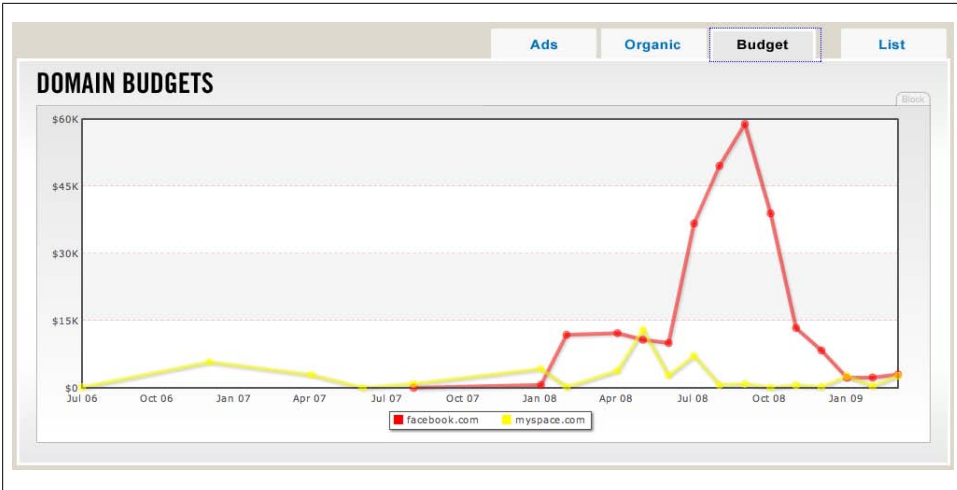 Ads Organic Budget List
DOMAIN BUDGETS
Block
$60K
$45K
$30K
$15K
$0
Jul 06 Oct 06 Jan 07 Apr 07 Jul 07 Oct 07 Jan 08 Apr 08 Jul 08 Oct 08 Jan 09
facebook.com myspace.com